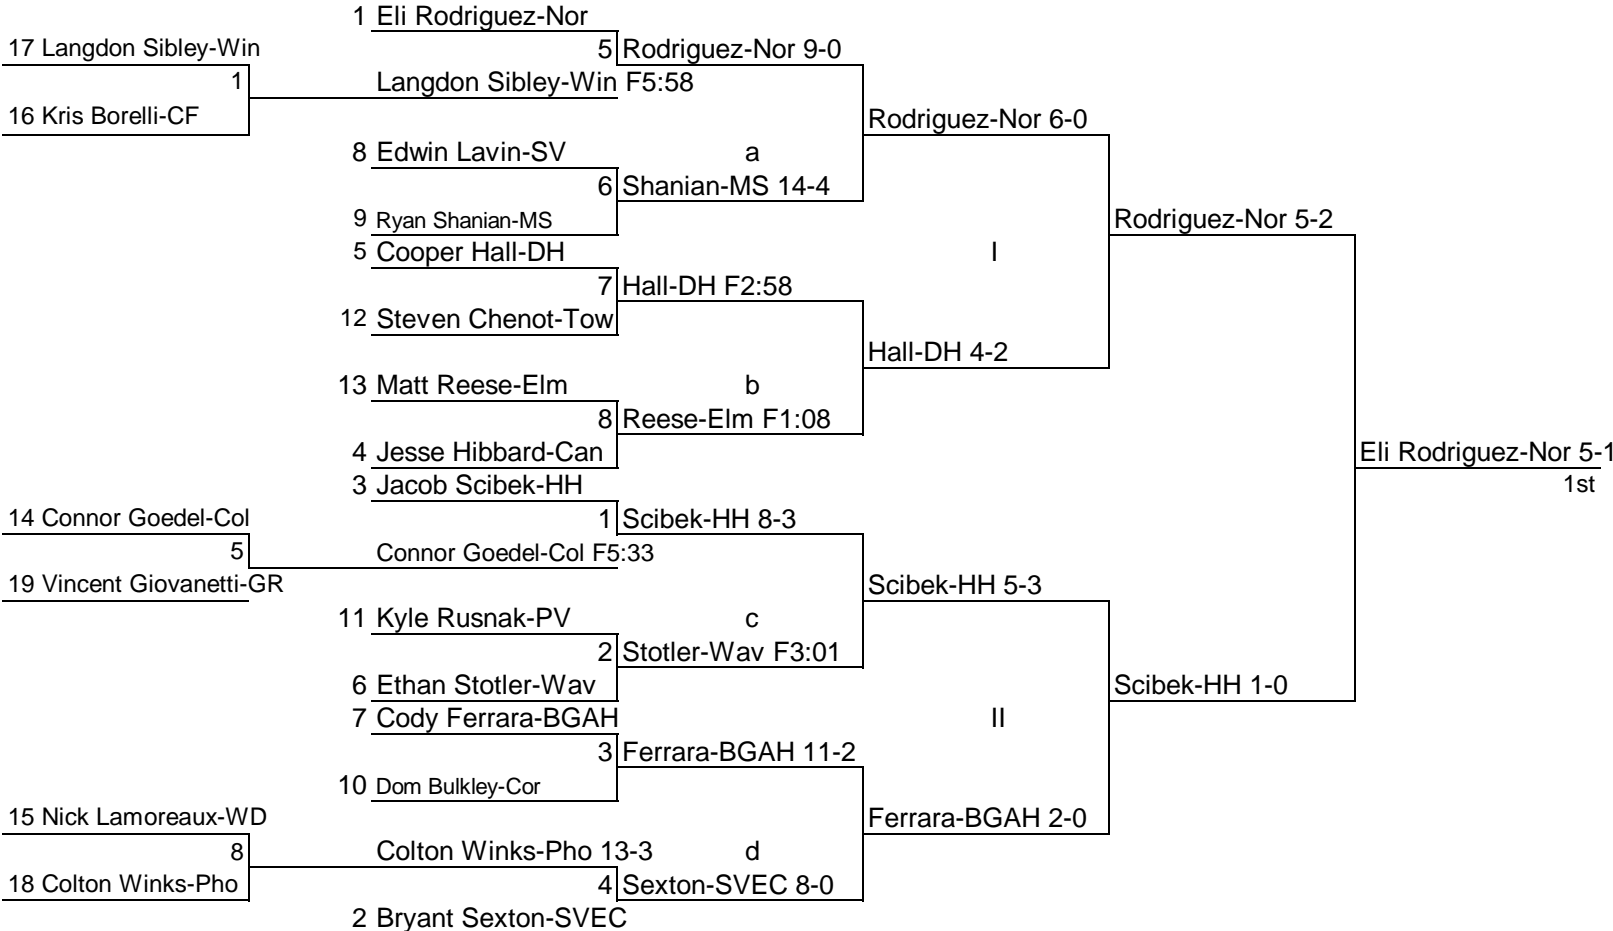 1 Eli Rodriguez-Nor
17 Langdon Sibley-Win
5 Rodriguez-Nor 9-0
1
Langdon Sibley-Win F5:58
16 Kris Borelli-CF
Rodriguez-Nor 6-0
8 Edwin Lavin-SV
a
6 Shanian-MS 14-4
9 Ryan Shanian-MS
Rodriguez-Nor 5-2
5 Cooper Hall-DH
I
7 Hall-DH F2:58
12 Steven Chenot-Tow
Hall-DH 4-2
13 Matt Reese-Elm
b
8 Reese-Elm F1:08
4 Jesse Hibbard-Can
Eli Rodriguez-Nor 5-1
3 Jacob Scibek-HH
1st
14 Connor Goedel-Col
1 Scibek-HH 8-3
5
Connor Goedel-Col F5:33
19 Vincent Giovanetti-GR
Scibek-HH 5-3
11 Kyle Rusnak-PV
c
2 Stotler-Wav F3:01
6 Ethan Stotler-Wav
Scibek-HH 1-0
7 Cody Ferrara-BGAH
II
3 Ferrara-BGAH 11-2
10 Dom Bulkley-Cor
15 Nick Lamoreaux-WD
Ferrara-BGAH 2-0
8
Colton Winks-Pho 13-3
d
18 Colton Winks-Pho
4 Sexton-SVEC 8-0
2 Bryant Sexton-SVEC